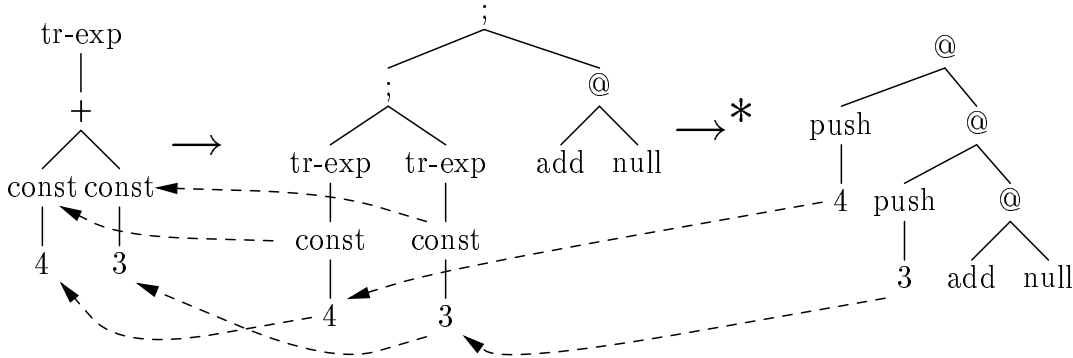 ;
tr-exp
@
;
@
+
→
→*
push
@
tr-exp tr-exp
add null
const const
4
push
@
const
const
4
3
3
add null
4
3